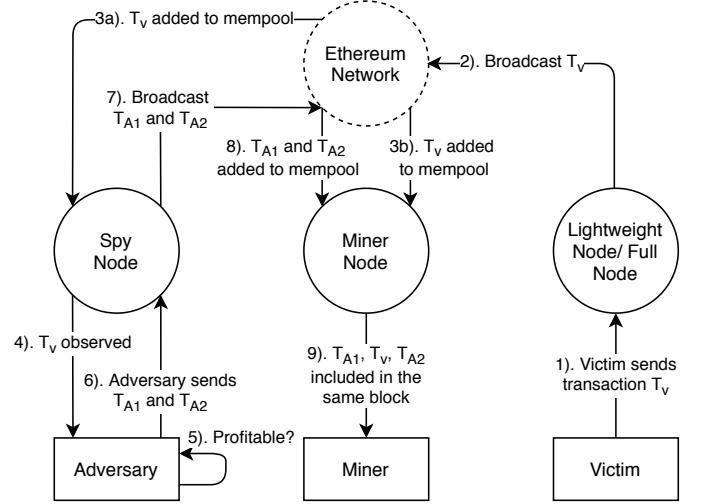 3a). Tv added to mempool
Ethereum
Network
2). Broadcast Tv
7). Broadcast
TA1 and TA2
8). TA1 and TA2
added to mempool
3b). Tv added
to mempool
Spy
Node
Miner
Node
Lightweight
Node/ Full
Node
4). Tv observed
6). Adversary sends
TA1 and TA2
9). TA1, Tv, TA2
included in the
same block
1). Victim sends
transaction Tv
5). Profitable?
Adversary
Miner
Victim